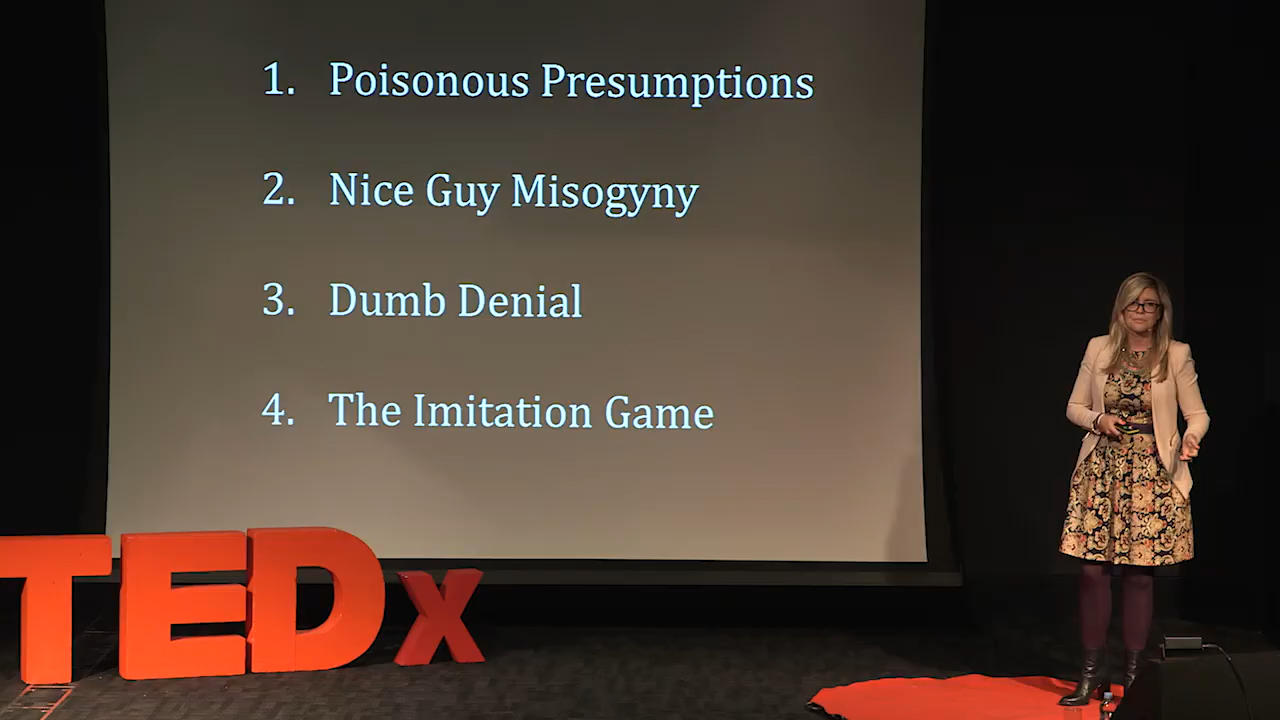 1. Poisonous Presumptions
2. Nice Guy Misogyny
3. Dumb Denial
4. The Imitation Game
TEDx